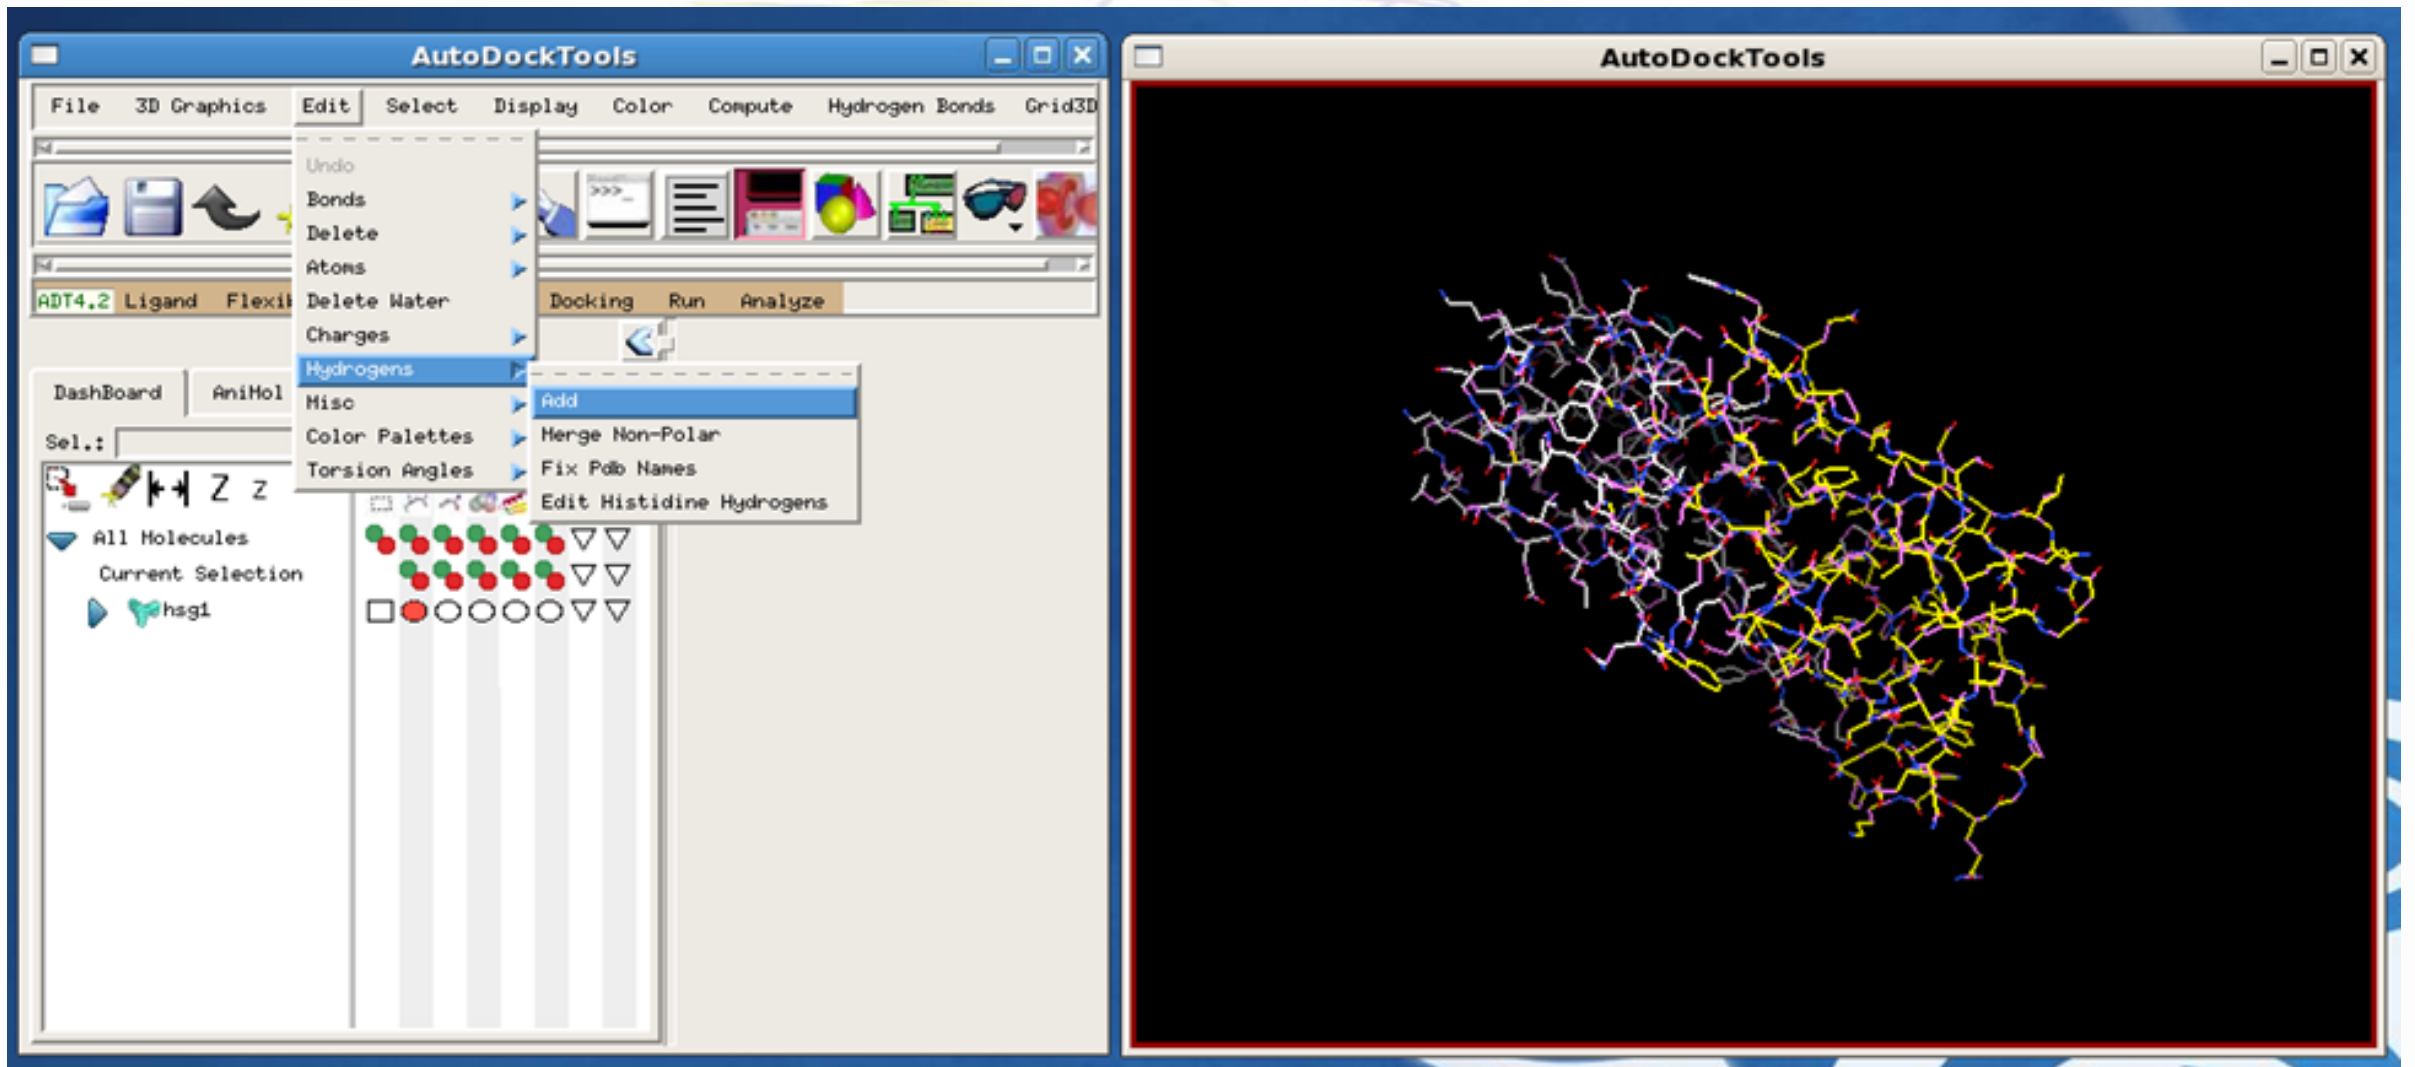 AutoDockTools
File 3D Graphics Edit Select Display Color Compute Hydrogen Bonds Grid3D
Undo
Bonds
Delete
Atoms
Delete Water
Charges
Hydrogens
Misc
Color Palettes
Torsion Angles
Add
Merge Non-Polar
Fix Pdb Names
Edit Histidine Hydrogens
>>>_
ADT4.2 Ligand Flexi Docking Run Analyze
DashBoard AniMol
Sel.:
Z z
All Molecules
Current Selection
hsg1
AutoDockTools